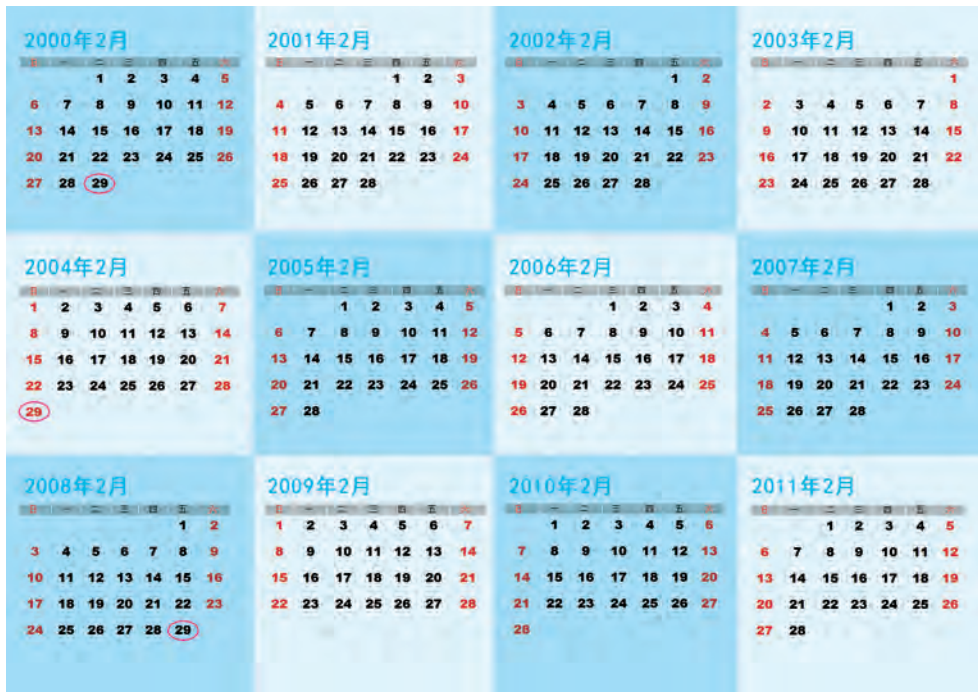 2000年2月
日 一 二 三 四 五 六
1 2 3 4 5
6 7 8 9 10 11 12
13 14 15 16 17 18 19
20 21 22 23 24 25 26
27 28 29
2001年2月
日 一 二 三 四 五 六
1 2 3
4 5 6 7 8 9 10
11 12 13 14 15 16 17
18 19 20 21 22 23 24
25 26 27 28
2002年2月
日 一 二 三 四 五 六
1 2
3 4 5 6 7 8 9
10 11 12 13 14 15 16
17 18 19 20 21 22 23
24 25 26 27 28
2003年2月
日 一 二 三 四 五 六
1
2 3 4 5 6 7 8
9 10 11 12 13 14 15
16 17 18 19 20 21 22
23 24 25 26 27 28
2004年2月
日 一 二 三 四 五 六
1 2 3 4 5 6 7
8 9 10 11 12 13 14
15 16 17 18 19 20 21
22 23 24 25 26 27 28
29
2005年2月
日 一 二 三 四 五 六
1 2 3 4 5
6 7 8 9 10 11 12
13 14 15 16 17 18 19
20 21 22 23 24 25 26
27 28
2006年2月
日 一 二 三 四 五 六
1 2 3 4
5 6 7 8 9 10 11
12 13 14 15 16 17 18
19 20 21 22 23 24 25
26 27 28
2007年2月
日 一 二 三 四 五 六
1 2 3
4 5 6 7 8 9 10
11 12 13 14 15 16 17
18 19 20 21 22 23 24
25 26 27 28
2008年2月
日 一 二 三 四 五 六
1 2
3 4 5 6 7 8 9
10 11 12 13 14 15 16
17 18 19 20 21 22 23
24 25 26 27 28 29
2009年2月
日 一 二 三 四 五 六
1 2 3 4 5 6 7
8 9 10 11 12 13 14
15 16 17 18 19 20 21
22 23 24 25 26 27 28
2010年2月
日 一 二 三 四 五 六
1 2 3 4 5 6
7 8 9 10 11 12 13
14 15 16 17 18 19 20
21 22 23 24 25 26 27
28
2011年2月
日 一 二 三 四 五 六
1 2 3 4 5
6 7 8 9 10 11 12
13 14 15 16 17 18 19
20 21 22 23 24 25 26
27 28